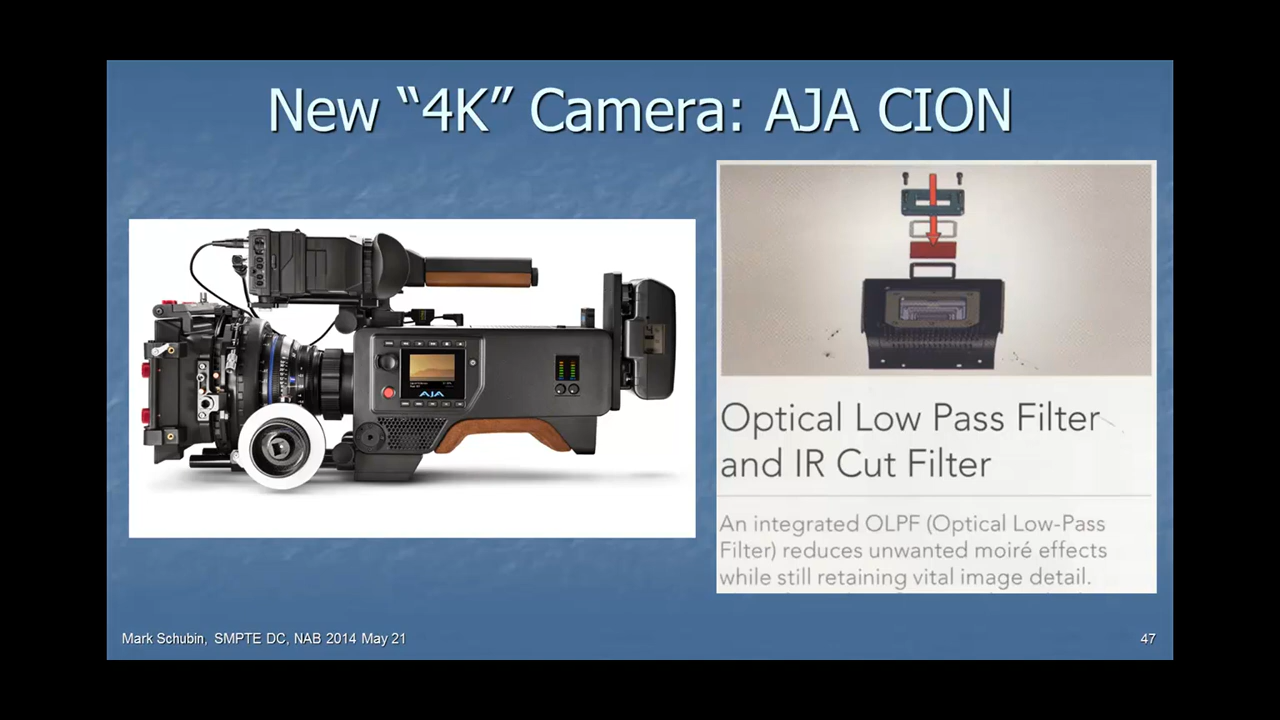 New “4K” Camera: AJA CION
AJA
Optical Low Pass Filter
and IR Cut Filter
An integrated OLPF (Optical Low-Pass
Filter) reduces unwanted moiré effects
while still retaining vital image detail.
Mark Schubin, SMPTE DC, NAB 2014 May 21
47